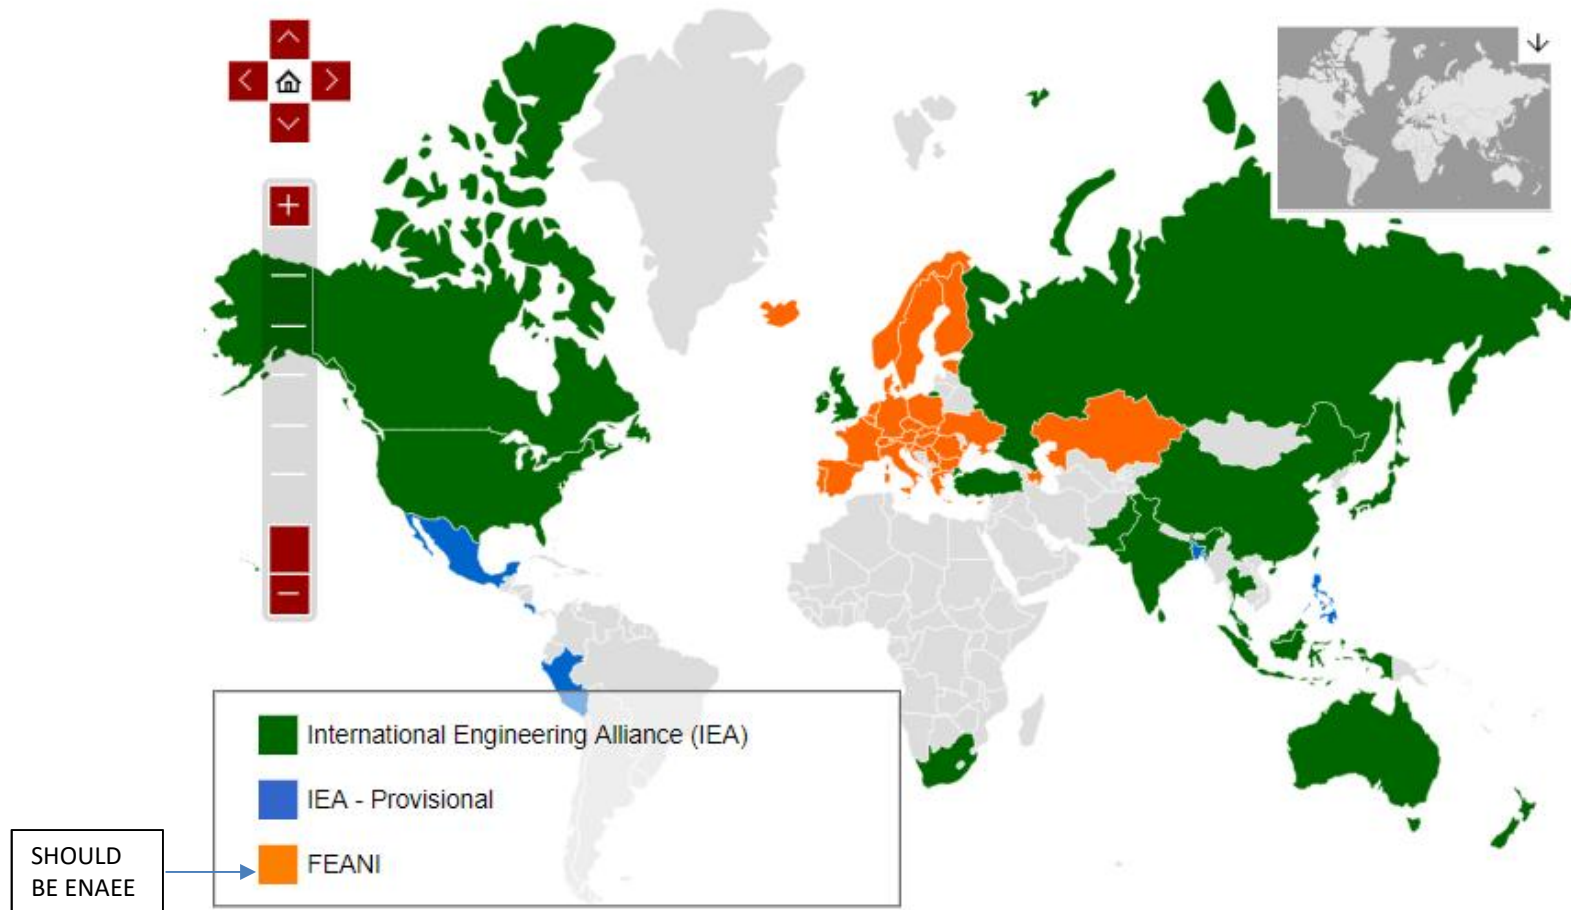 International Engineering Alliance (IEA)
IEA - Provisional
FEANI
SHOULD
BE ENAEE